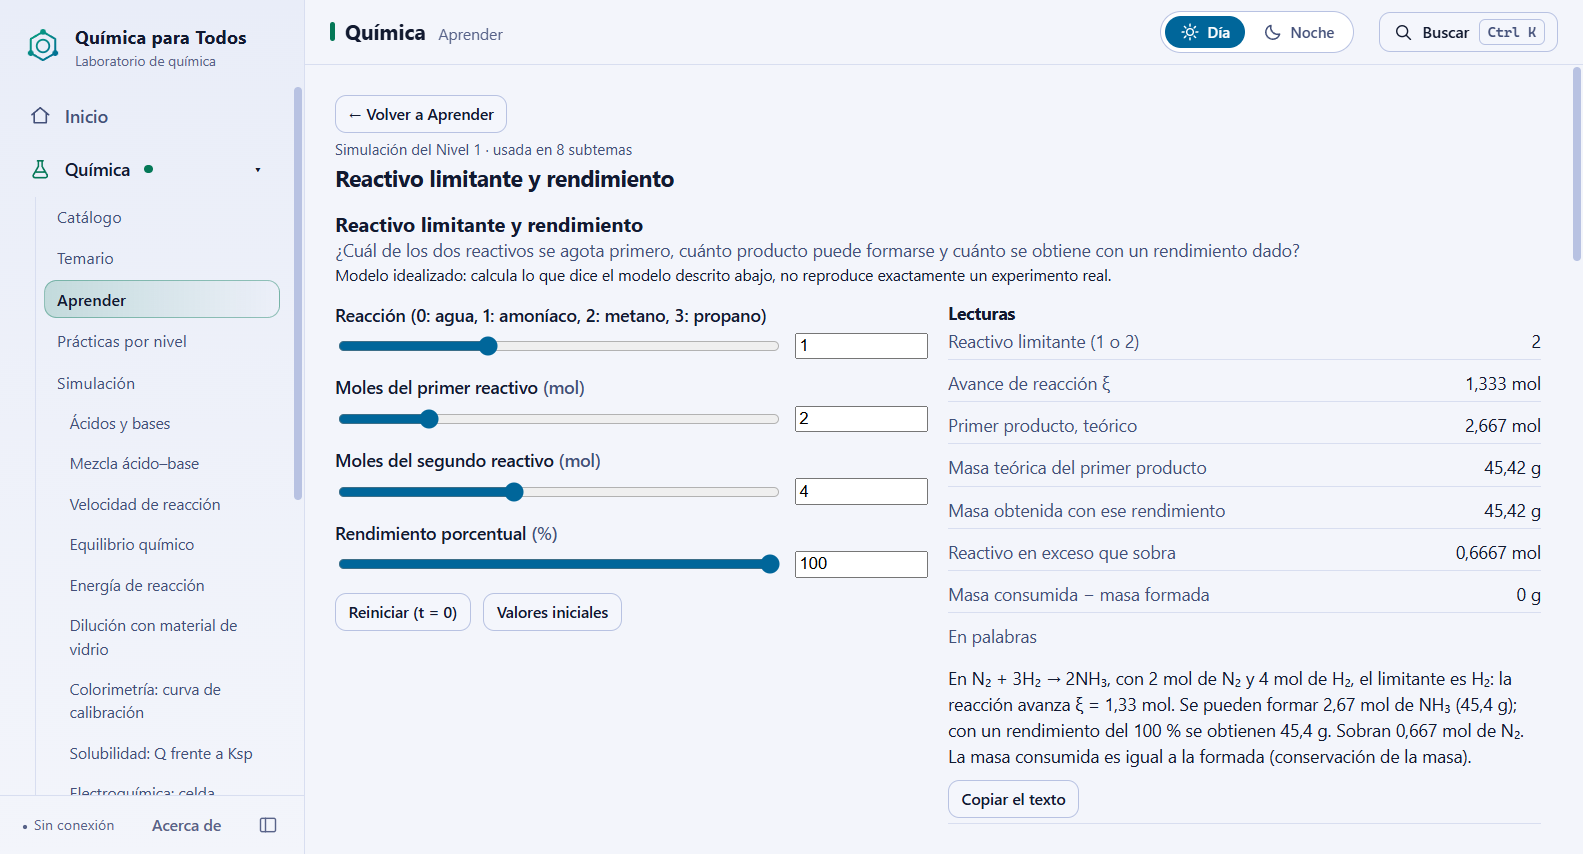 Química para Todos
Laboratorio de química
Inicio
Química
Catálogo
Temario
Aprender
Prácticas por nivel
Simulación
Ácidos y bases
Mezcla ácido–base
Velocidad de reacción
Equilibrio químico
Energía de reacción
Dilución con material de
vidrio
Colorimetría: curva de
calibración
Solubilidad: Q frente a Ksp
Electroquímica: celda
Sin conexión
Acerca de
Química Aprender
Día
Noche
Buscar Ctrl K
← Volver a Aprender
Simulación del Nivel 1 · usada en 8 subtemas
Reactivo limitante y rendimiento
Reactivo limitante y rendimiento
¿Cuál de los dos reactivos se agota primero, cuánto producto puede formarse y cuánto se obtiene con un rendimiento dado?
Modelo idealizado: calcula lo que dice el modelo descrito abajo, no reproduce exactamente un experimento real.
Reacción (0: agua, 1: amoníaco, 2: metano, 3: propano)
1
Moles del primer reactivo (mol)
2
Moles del segundo reactivo (mol)
4
Rendimiento porcentual (%)
100
Reiniciar (t = 0)
Valores iniciales
Lecturas
Reactivo limitante (1 o 2) 2
Avance de reacción ξ 1,333 mol
Primer producto, teórico 2,667 mol
Masa teórica del primer producto 45,42 g
Masa obtenida con ese rendimiento 45,42 g
Reactivo en exceso que sobra 0,6667 mol
Masa consumida − masa formada 0 g
En palabras
En N₂ + 3H₂ → 2NH₃, con 2 mol de N₂ y 4 mol de H₂, el limitante es H₂: la
reacción avanza ξ = 1,33 mol. Se pueden formar 2,67 mol de NH₃ (45,4 g);
con un rendimiento del 100 % se obtienen 45,4 g. Sobran 0,667 mol de N₂.
La masa consumida es igual a la formada (conservación de la masa).
Copiar el texto